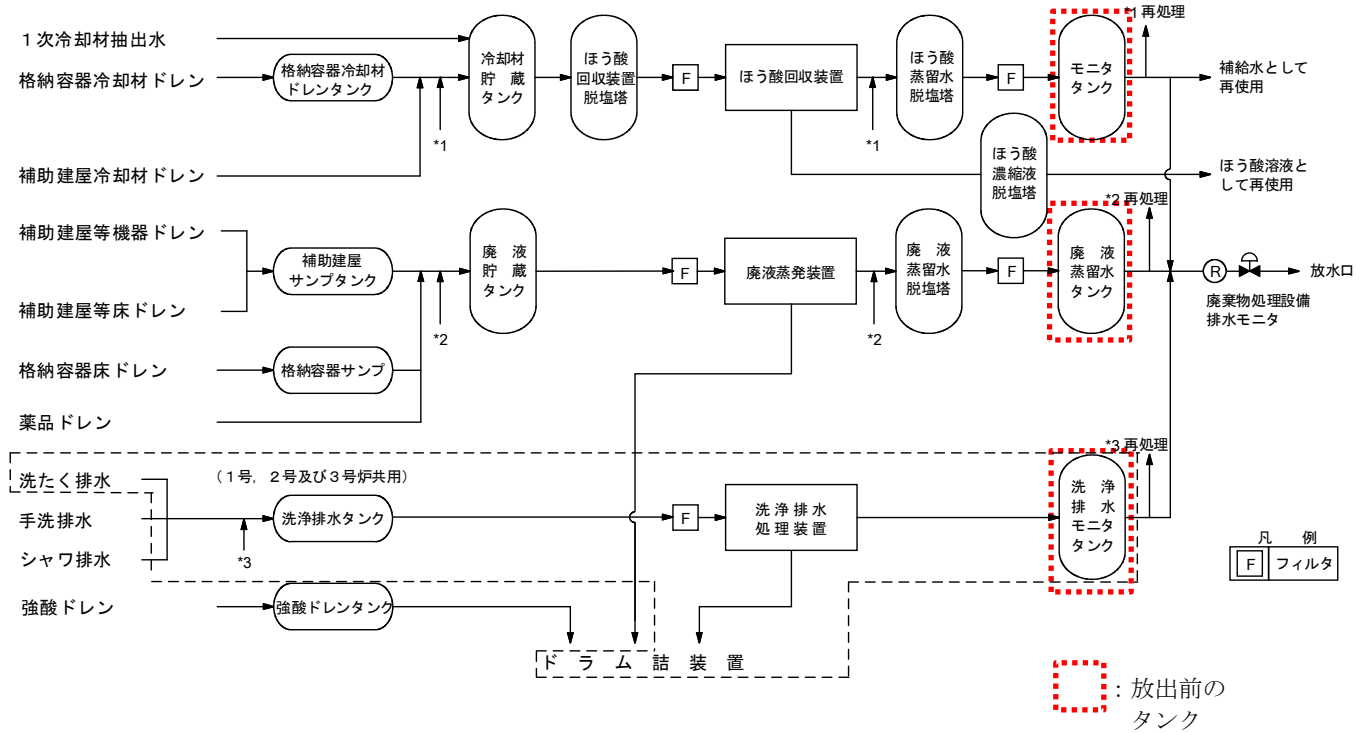 １次冷却材抽出水
格納容器冷却材ドレン
補助建屋冷却材ドレン
格納容器冷却材
ドレンタンク
*1
冷却材
貯蔵
タンク
ほう酸
回収装置
脱塩塔
F
ほう酸回収装置
*1
ほう酸
蒸留水
脱塩塔
F
モニタ
タンク
*1再処理
補給水として
再使用
ほう酸
濃縮液
脱塩塔
ほう酸溶液と
して再使用
補助建屋等機器ドレン
補助建屋等床ドレン
格納容器床ドレン
薬品ドレン
補助建屋
サンプタンク
格納容器サンプ
*2
廃　液
貯蔵
タンク
F
廃液蒸発装置
*2
廃　液
蒸留水
脱塩塔
F
廃　液
蒸留水
タンク
*2再処理
R
廃棄物処理設備
排水モニタ
放水口
洗たく排水
手洗排水
シャワ排水
（１号，２号及び３号炉共用）
*3
洗浄排水タンク
F
洗浄排水
処理装置
洗　浄
排　水
モニタ
タンク
*3再処理
強酸ドレン
強酸ドレンタンク
ドラム詰装置
凡　例
F フィルタ
：放出前の
タンク